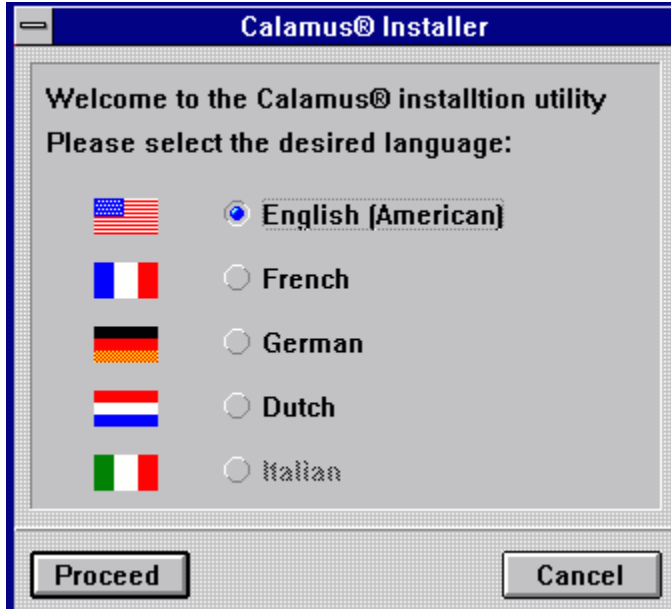 Calamus® Installer
Welcome to the Calamus® installtion utility
Please select the desired language:
English (American)
French
German
Dutch
Italian
Proceed
Cancel